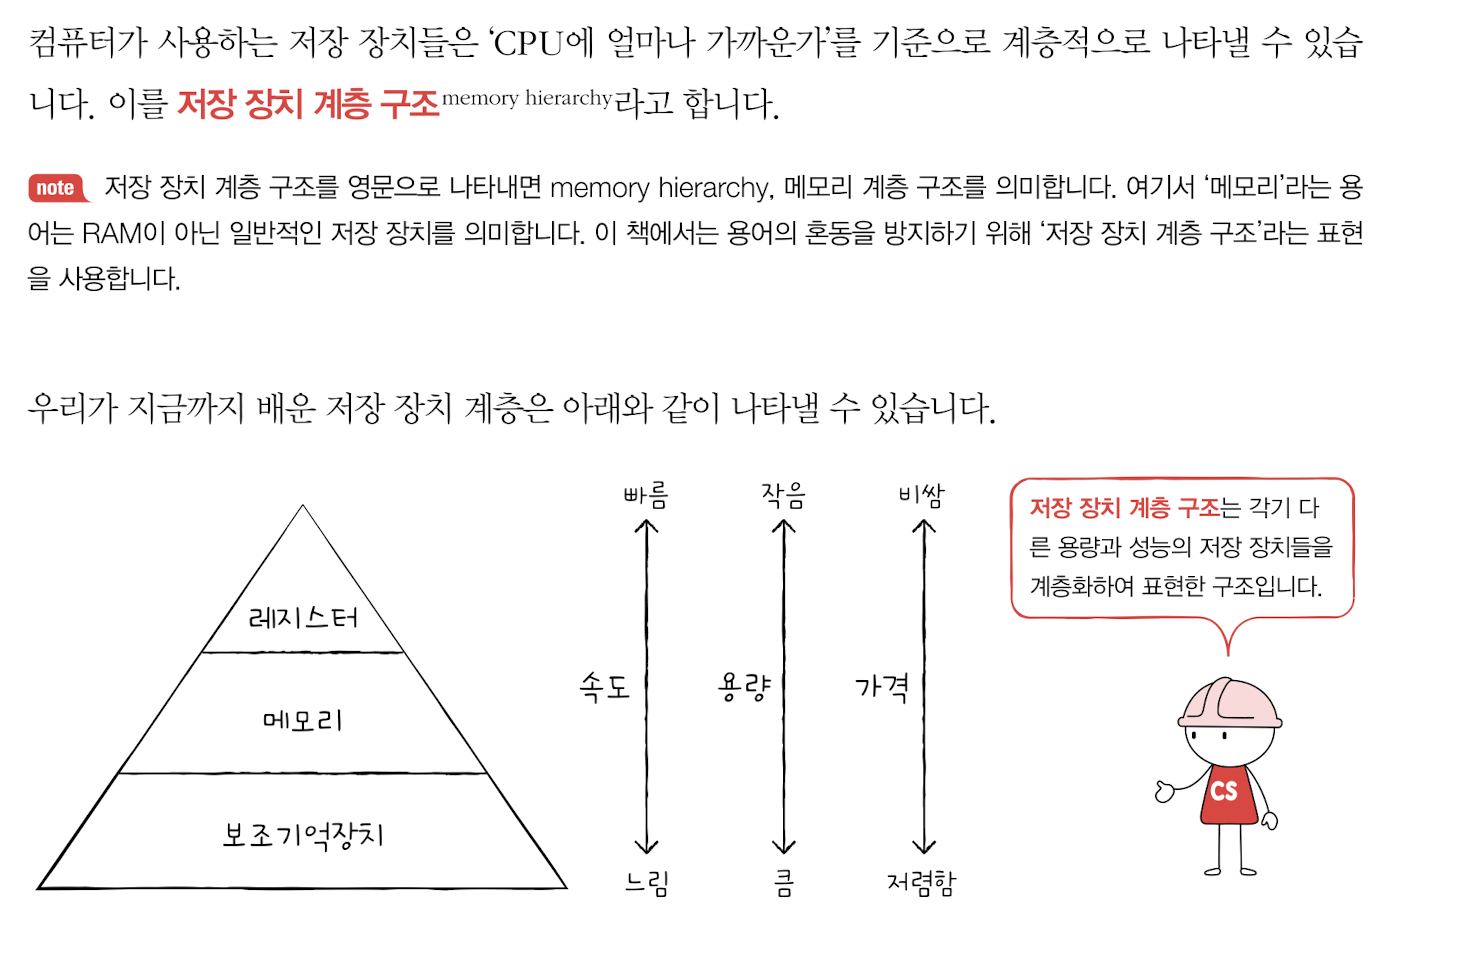 컴퓨터가 사용하는 저장 장치들은 ‘CPU에 얼마나 가까운가’를 기준으로 계층적으로 나타낼 수 있습
니다. 이를 저장 장치 계층 구조memory hierarchy라고 합니다.
note 저장 장치 계층 구조를 영문으로 나타내면 memory hierarchy, 메모리 계층 구조를 의미합니다. 여기서 ‘메모리’라는 용
어는 RAM이 아닌 일반적인 저장 장치를 의미합니다. 이 책에서는 용어의 혼동을 방지하기 위해 ‘저장 장치 계층 구조’라는 표현
을 사용합니다.
우리가 지금까지 배운 저장 장치 계층은 아래와 같이 나타낼 수 있습니다.
레지스터
메모리
보조기억장치
빠름
속도
느림
작음
용량
큼
비쌈
가격
저렴함
저장 장치 계층 구조는 각기 다
른 용량과 성능의 저장 장치들을
계층화하여 표현한 구조입니다.
CS